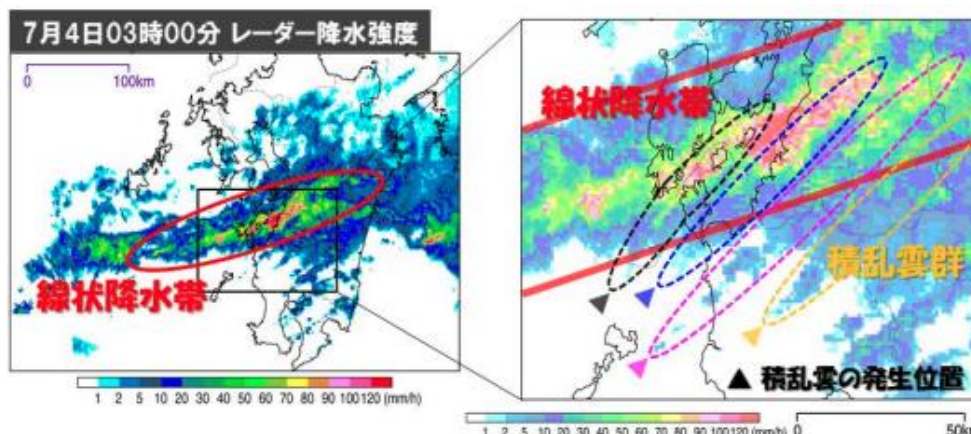 7月4日03時00分 レーダー降水強度
0 100km
線状降水帯
1 2 5 10 20 30 40 50 60 70 80 90 100 120 (mm/h)
線状降水帯
積乱雲群
▲ 積乱雲の発生位置
1 2 5 10 20 30 40 50 60 70 80 90 100 120 (mm/h)
0 50k